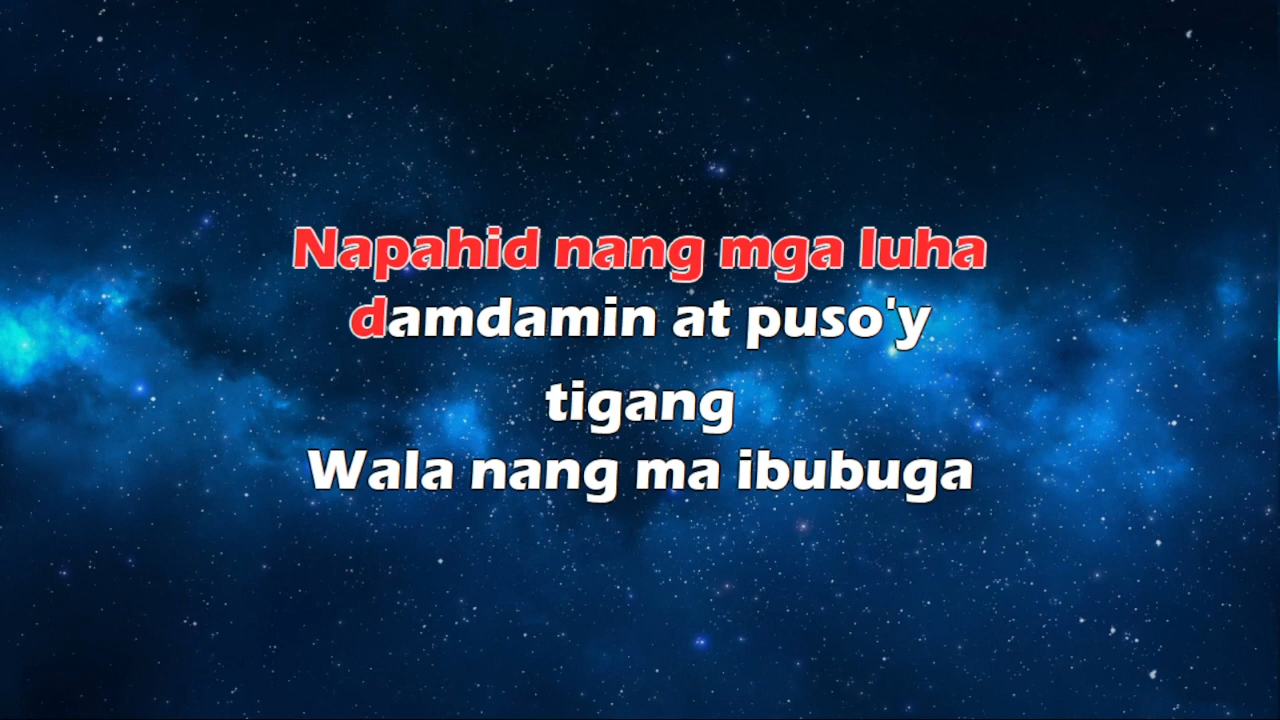 Napahid nang mga luha
damdamin at puso'y
tigang
Wala nang ma ibubuga